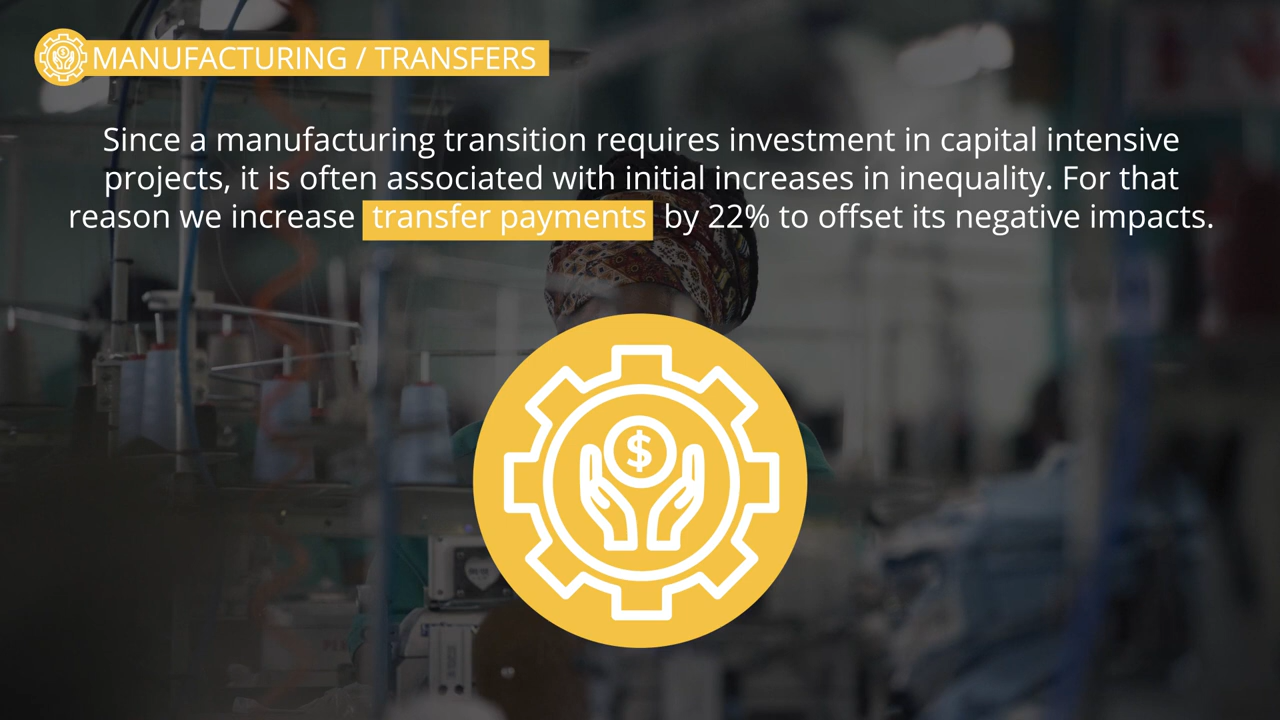 MANUFACTURING / TRANSFERS
Since a manufacturing transition requires investment in capital intensive
projects, it is often associated with initial increases in inequality. For that
reason we increase transfer payments by 22% to offset its negative impacts.
$